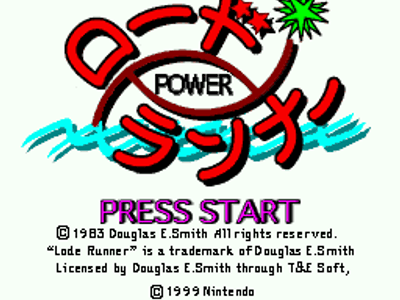 ロード
POWER
ランナー
PRESS START
©1983 Douglas E.Smith All rights reserved.
“Lode Runner” is a trademark of Douglas E.Smith
Licensed by Douglas E.Smith through T&E Soft,
©1999 Nintendo